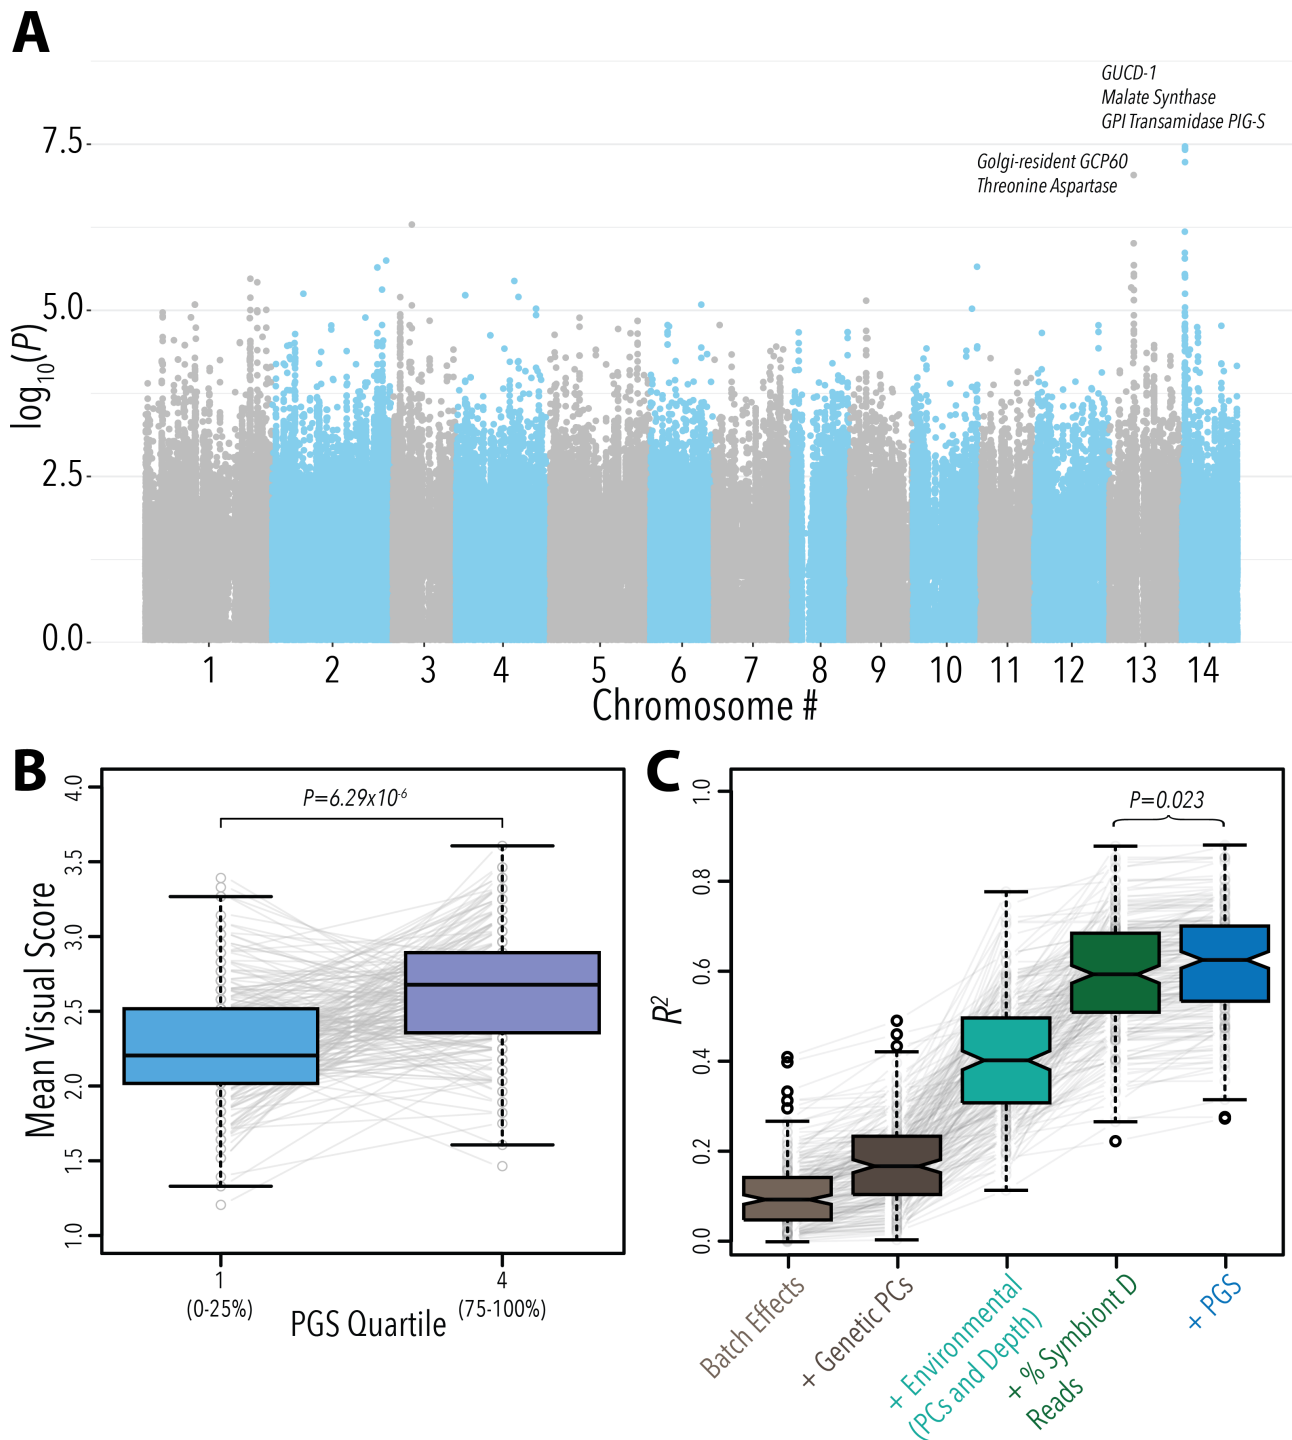 A
GUCD-1
Malate Synthase
GPI Transamidase PIG-S
Golgi-resident GCP60
Threonine Aspartase
log10(P)
7.5
5.0
2.5
0.0
1 2 3 4 5 6 7 8 9 10 11 12 13 14
Chromosome #
B
P=6.29x10-6
Mean Visual Score
4.0
3.5
3.0
2.5
2.0
1.5
1.0
1 4
(0-25%) (75-100%)
PGS Quartile
C
P=0.023
R2
1.0
0.8
0.6
0.4
0.2
0.0
Batch Effects
+ Genetic PCs
+ Environmental
(PCs and Depth)
+ % Symbiont D
Reads
+ PGS